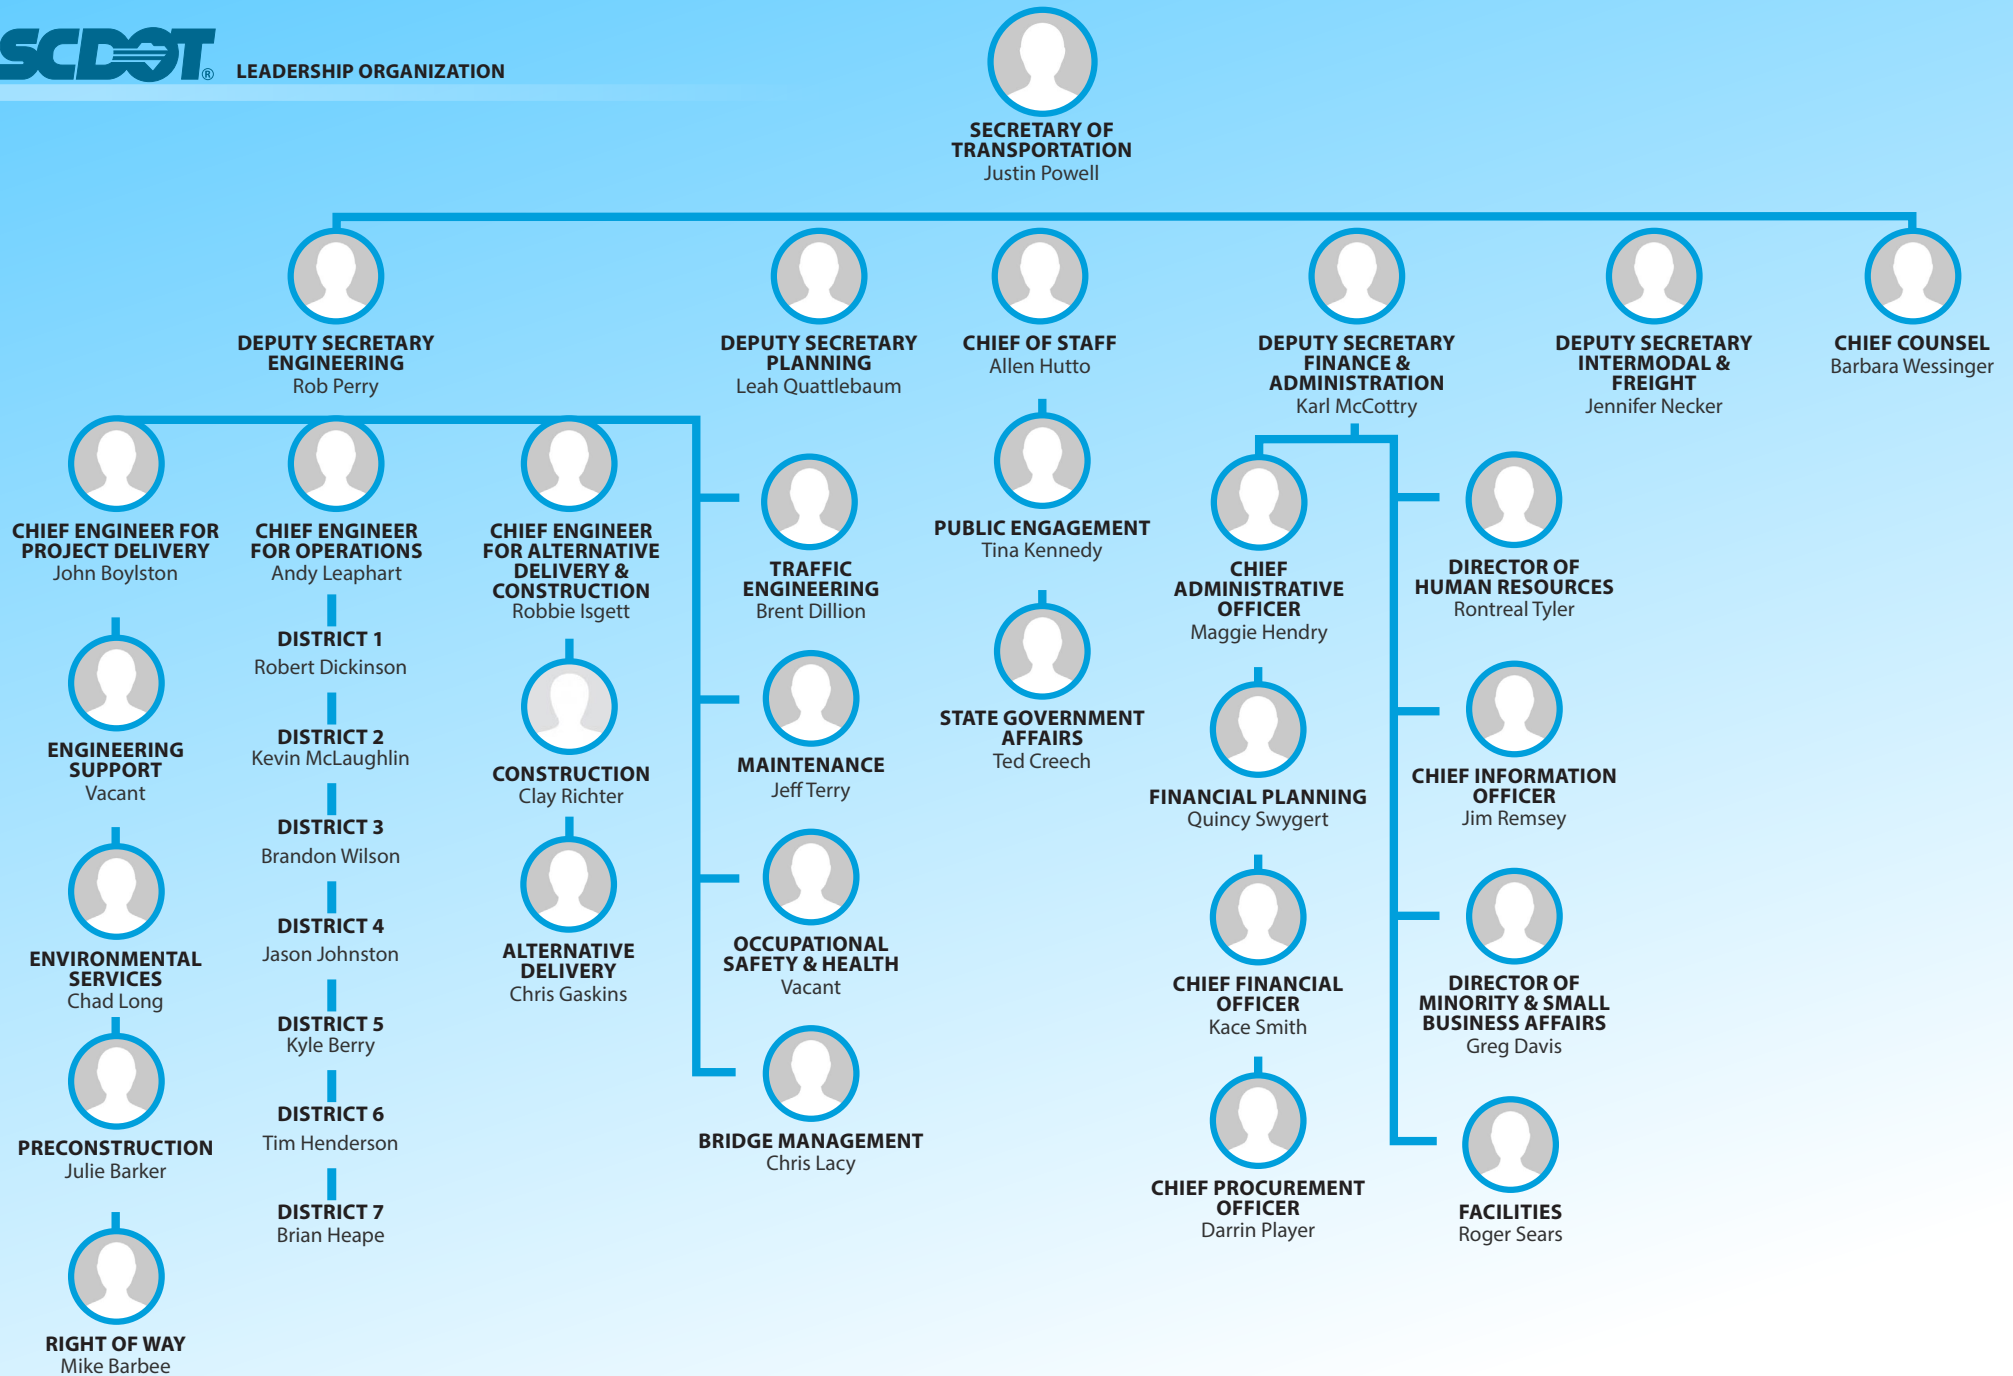 SCDOT®
LEADERSHIP ORGANIZATION
SECRETARY OF
TRANSPORTATION
Justin Powell
DEPUTY SECRETARY
ENGINEERING
Rob Perry
DEPUTY SECRETARY
PLANNING
Leah Quattlebaum
CHIEF OF STAFF
Allen Hutto
DEPUTY SECRETARY
FINANCE &
ADMINISTRATION
Karl McCottry
DEPUTY SECRETARY
INTERMODAL &
FREIGHT
Jennifer Necker
CHIEF COUNSEL
Barbara Wessinger
CHIEF ENGINEER FOR
PROJECT DELIVERY
John Boylston
ENGINEERING
SUPPORT
Vacant
ENVIRONMENTAL
SERVICES
Chad Long
PRECONSTRUCTION
Julie Barker
RIGHT OF WAY
Mike Barbee
CHIEF ENGINEER
FOR OPERATIONS
Andy Leaphart
DISTRICT 1
Robert Dickinson
DISTRICT 2
Kevin McLaughlin
DISTRICT 3
Brandon Wilson
DISTRICT 4
Jason Johnston
DISTRICT 5
Kyle Berry
DISTRICT 6
Tim Henderson
DISTRICT 7
Brian Heape
CHIEF ENGINEER
FOR ALTERNATIVE
DELIVERY &
CONSTRUCTION
Robbie Isgett
CONSTRUCTION
Clay Richter
ALTERNATIVE
DELIVERY
Chris Gaskins
TRAFFIC
ENGINEERING
Brent Dillion
MAINTENANCE
Jeff Terry
OCCUPATIONAL
SAFETY & HEALTH
Vacant
BRIDGE MANAGEMENT
Chris Lacy
PUBLIC ENGAGEMENT
Tina Kennedy
STATE GOVERNMENT
AFFAIRS
Ted Creech
CHIEF
ADMINISTRATIVE
OFFICER
Maggie Hendry
FINANCIAL PLANNING
Quincy Swygert
CHIEF FINANCIAL
OFFICER
Kace Smith
CHIEF PROCUREMENT
OFFICER
Darrin Player
DIRECTOR OF
HUMAN RESOURCES
Rontreal Tyler
CHIEF INFORMATION
OFFICER
Jim Remsey
DIRECTOR OF
MINORITY & SMALL
BUSINESS AFFAIRS
Greg Davis
FACILITIES
Roger Sears